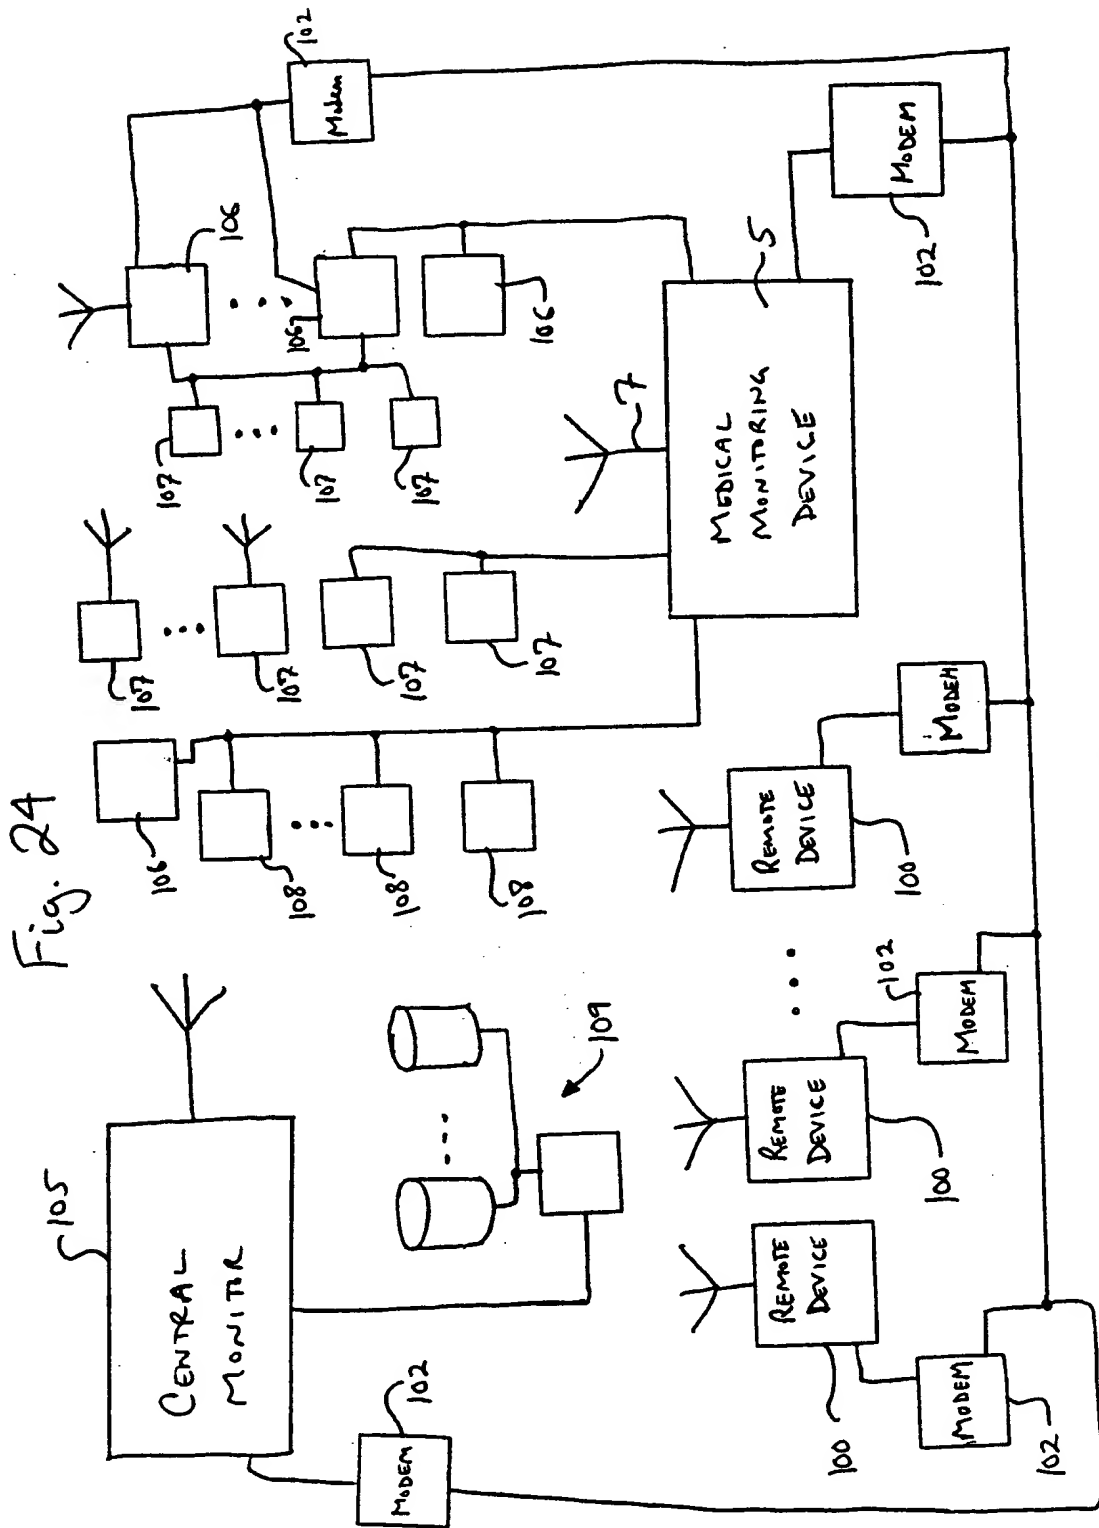 Fig. 24
105
CENTRAL
MONITOR
102
MODEM
109
106
108
108
108
107
107
107
107
107
107
107
106
106
106
102
Modem
7
5
MEDICAL
MONITORING
DEVICE
102
MODEM
REMOTE
DEVICE
100
MODEM
102
REMOTE
DEVICE
100
102
MODEM
REMOTE
DEVICE
100
MODEM